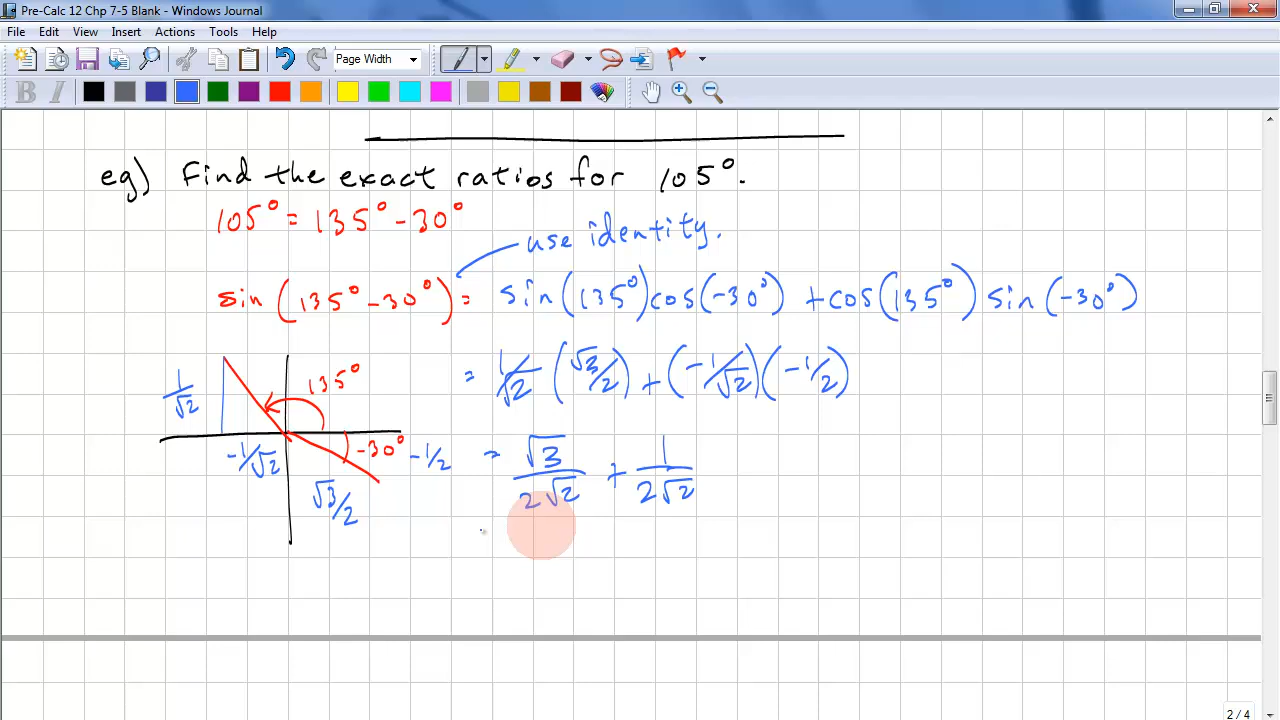 Pre-Calc 12 Chp 7-5 Blank - Windows Journal
File Edit View Insert Actions Tools Help
Page Width
B I
eg) Find the exact ratios for 105°.
105° = 135° - 30°
use identity.
sin (135° - 30°) = sin(135°)cos(-30°) + cos(135°) sin(-30°)
= 1/√2 (√3/2) + (-1/√2)(-1/2)
1/√2
135°
-1/√2
-30°
-1/2
√3/2
= √3/2√2 + 1/2√2
2 / 4